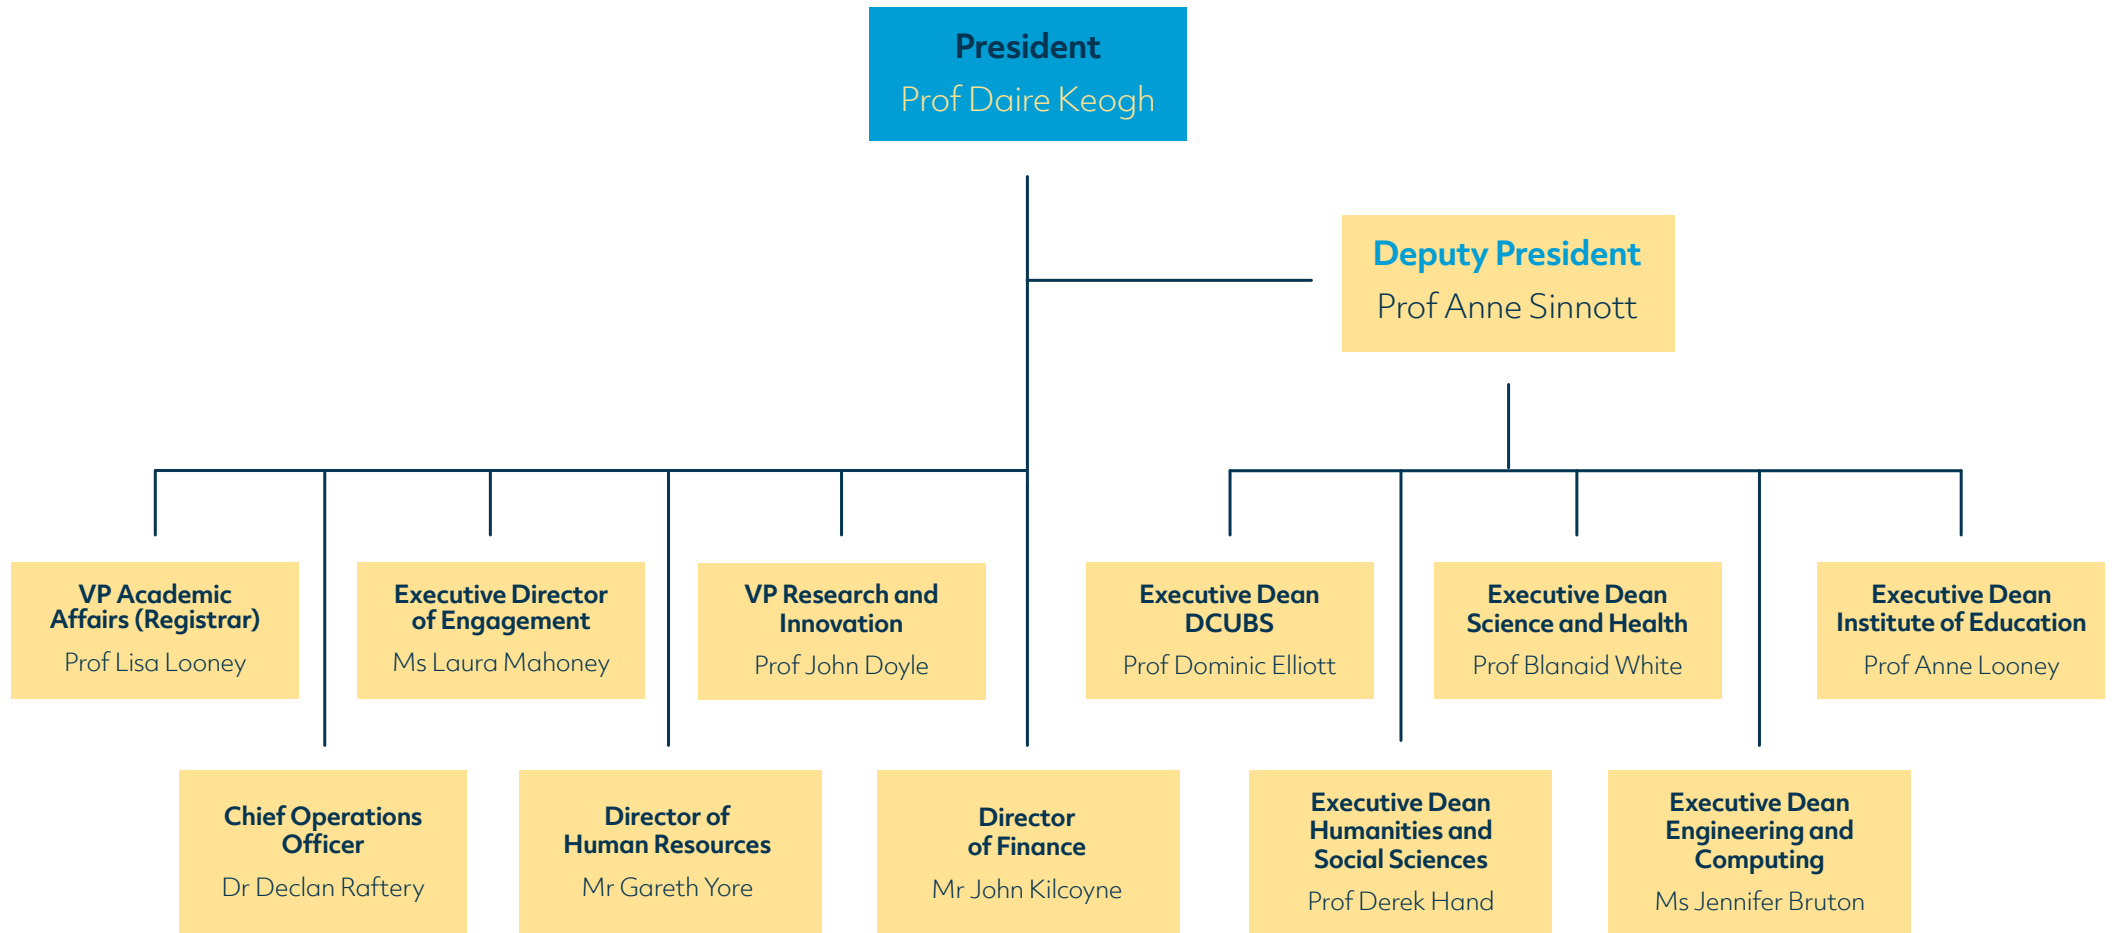 President
Prof Daire Keogh
Deputy President
Prof Anne Sinnott
VP Academic
Affairs (Registrar)
Prof Lisa Looney
Executive Director
of Engagement
Ms Laura Mahoney
VP Research and
Innovation
Prof John Doyle
Executive Dean
DCUBS
Prof Dominic Elliott
Executive Dean
Science and Health
Prof Blanaid White
Executive Dean
Institute of Education
Prof Anne Looney
Chief Operations
Officer
Dr Declan Raftery
Director of
Human Resources
Mr Gareth Yore
Director
of Finance
Mr John Kilcoyne
Executive Dean
Humanities and
Social Sciences
Prof Derek Hand
Executive Dean
Engineering and
Computing
Ms Jennifer Bruton